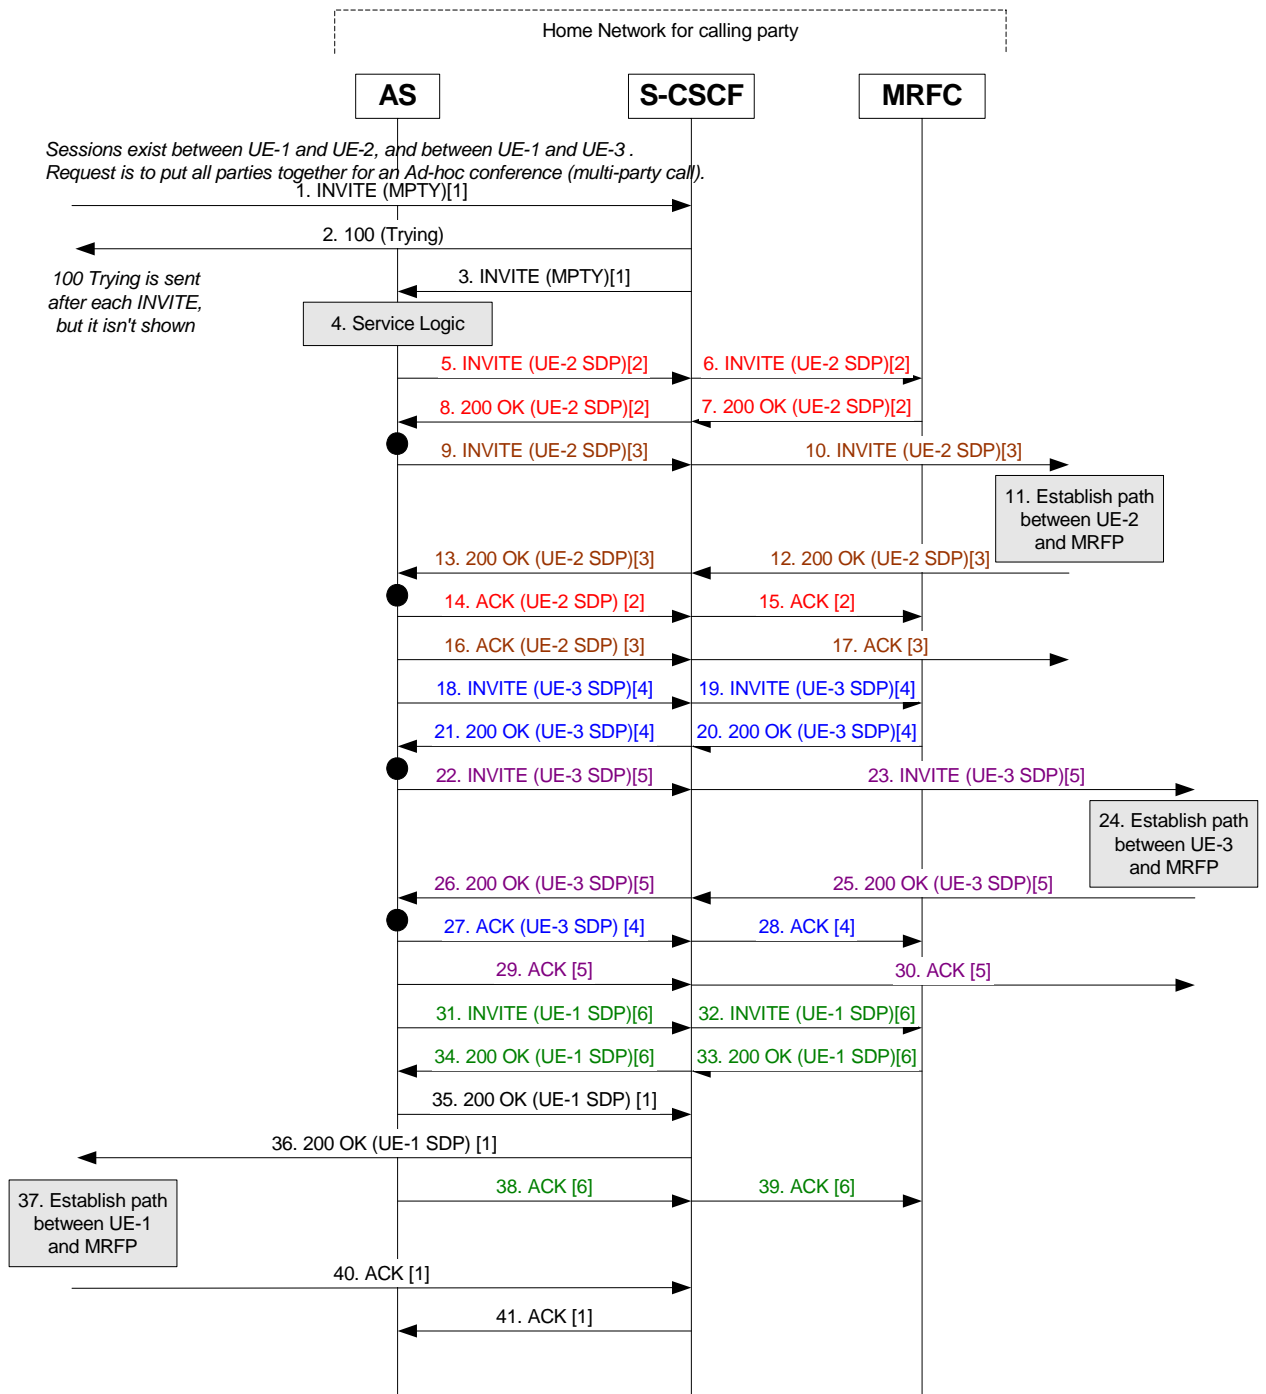 Home Network for calling party
AS
S-CSCF
MRFC
Sessions exist between UE-1 and UE-2, and between UE-1 and UE-3 .
Request is to put all parties together for an Ad-hoc conference (multi-party call).
1. INVITE (MPTY)[1]
2. 100 (Trying)
100 Trying is sent
after each INVITE,
but it isn't shown
3. INVITE (MPTY)[1]
4. Service Logic
5. INVITE (UE-2 SDP)[2]
6. INVITE (UE-2 SDP)[2]
8. 200 OK (UE-2 SDP)[2]
7. 200 OK (UE-2 SDP)[2]
9. INVITE (UE-2 SDP)[3]
10. INVITE (UE-2 SDP)[3]
11. Establish path
between UE-2
and MRFP
13. 200 OK (UE-2 SDP)[3]
12. 200 OK (UE-2 SDP)[3]
14. ACK (UE-2 SDP) [2]
15. ACK [2]
16. ACK (UE-2 SDP) [3]
17. ACK [3]
18. INVITE (UE-3 SDP)[4]
19. INVITE (UE-3 SDP)[4]
21. 200 OK (UE-3 SDP)[4]
20. 200 OK (UE-3 SDP)[4]
22. INVITE (UE-3 SDP)[5]
23. INVITE (UE-3 SDP)[5]
24. Establish path
between UE-3
and MRFP
26. 200 OK (UE-3 SDP)[5]
25. 200 OK (UE-3 SDP)[5]
27. ACK (UE-3 SDP) [4]
28. ACK [4]
29. ACK [5]
30. ACK [5]
31. INVITE (UE-1 SDP)[6]
32. INVITE (UE-1 SDP)[6]
34. 200 OK (UE-1 SDP)[6]
33. 200 OK (UE-1 SDP)[6]
35. 200 OK (UE-1 SDP) [1]
36. 200 OK (UE-1 SDP) [1]
37. Establish path
between UE-1
and MRFP
38. ACK [6]
39. ACK [6]
40. ACK [1]
41. ACK [1]